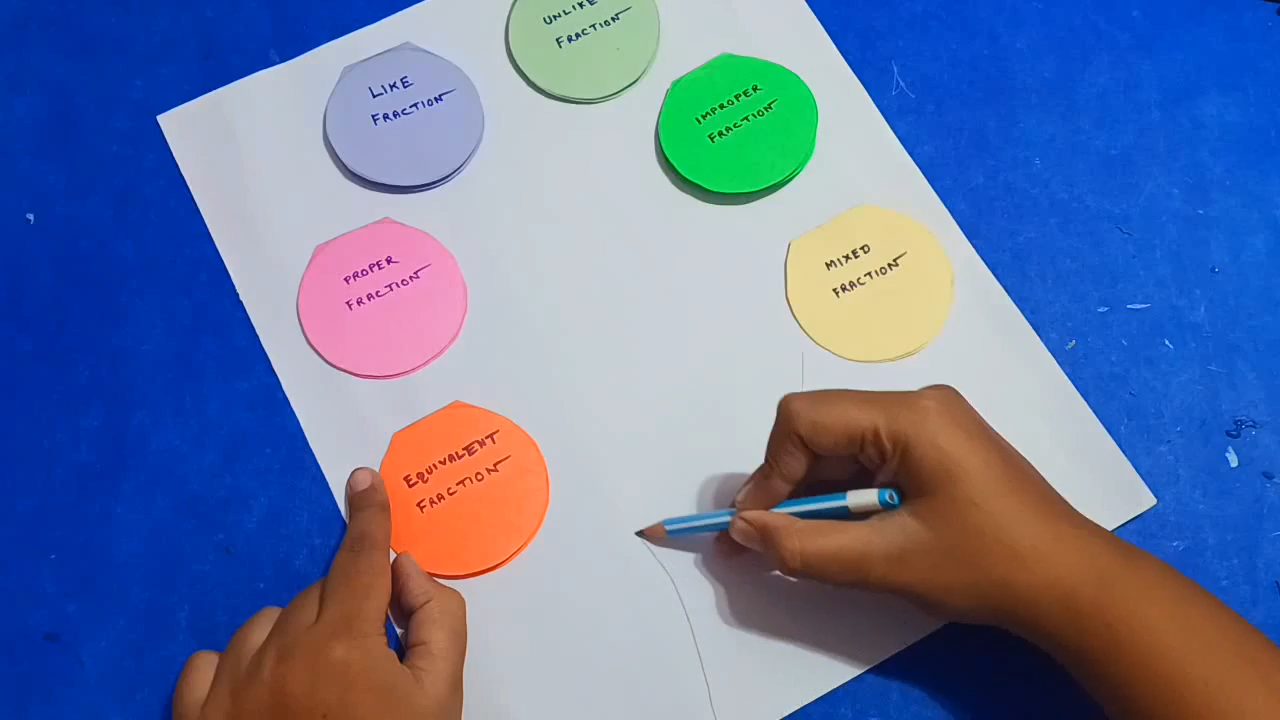 UNLIKE
FRACTION
LIKE
FRACTION
IMPROPER
FRACTION
PROPER
FRACTION
MIXED
FRACTION
EQUIVALENT
FRACTION